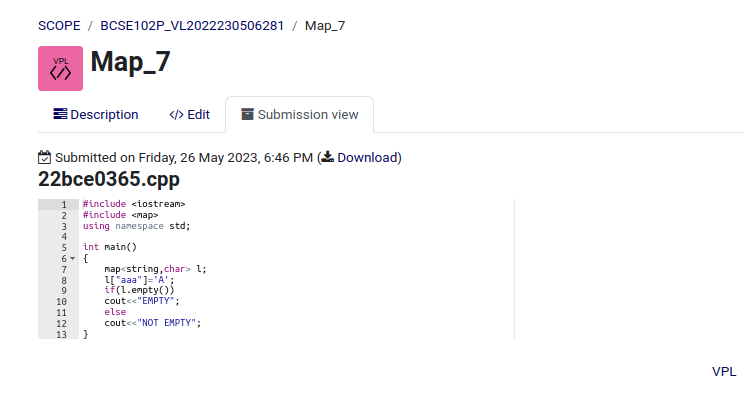 SCOPE / BCSE102P_VL2022230506281 / Map_7
VPL
</>
Map_7
Description
</> Edit
Submission view
Submitted on Friday, 26 May 2023, 6:46 PM (Download)
22bce0365.cpp
1 #include <iostream>
2 #include <map>
3 using namespace std;
4
5 int main()
6 {
7     map<string,char> l;
8     l["aaa"]='A';
9     if(l.empty())
10     cout<<"EMPTY";
11     else
12     cout<<"NOT EMPTY";
13 }
VPL